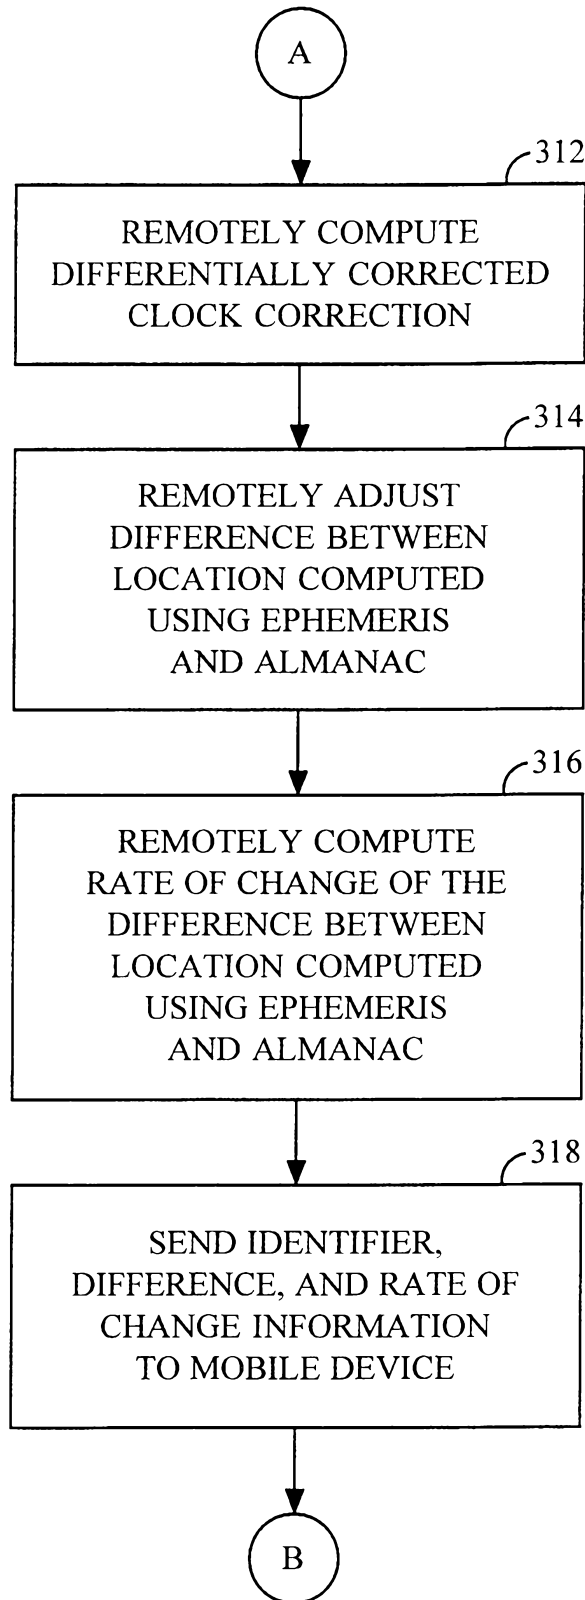 A
312
REMOTELY COMPUTE
DIFFERENTIALLY CORRECTED
CLOCK CORRECTION
314
REMOTELY ADJUST
DIFFERENCE BETWEEN
LOCATION COMPUTED
USING EPHEMERIS
AND ALMANAC
316
REMOTELY COMPUTE
RATE OF CHANGE OF THE
DIFFERENCE BETWEEN
LOCATION COMPUTED
USING EPHEMERIS
AND ALMANAC
318
SEND IDENTIFIER,
DIFFERENCE, AND RATE OF
CHANGE INFORMATION
TO MOBILE DEVICE
B